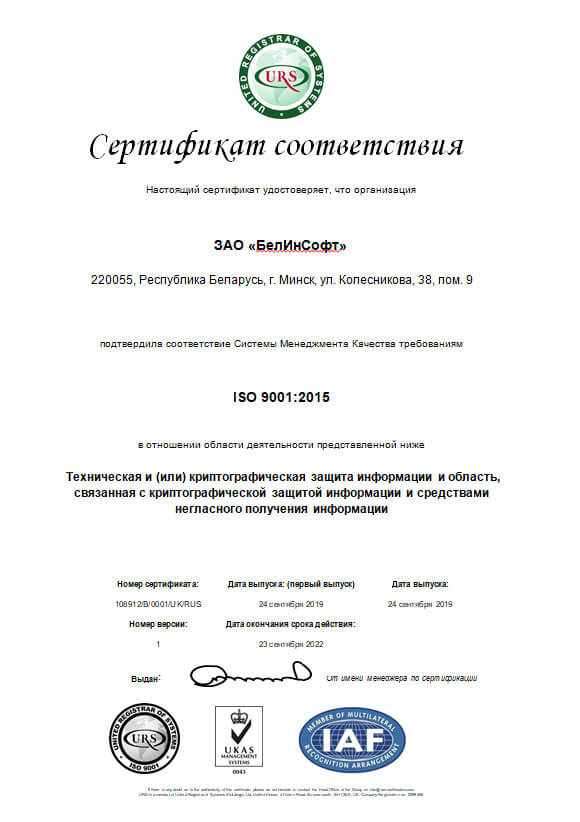 UNITED REGISTRAR OF SYSTEMS
URS
Сертификат соответствия
Настоящий сертификат удостоверяет, что организация
ЗАО «БелИнСофт»
220055, Республика Беларусь, г. Минск, ул. Колесникова, 38, пом. 9
подтвердила соответствие Системы Менеджмента Качества требованиям
ISO 9001:2015
в отношении области деятельности представленной ниже
Техническая и (или) криптографическая защита информации и область,
связанная с криптографической защитой информации и средствами
негласного получения информации
Номер сертификата: Дата выпуска: (первый выпуск) Дата выпуска:
108912/B/0001/UK/RUS 24 сентября 2019 24 сентября 2019
Номер версии: Дата окончания срока действия:
1 23 сентября 2022
Выдан: От имени менеджера по сертификации
UNITED REGISTRAR OF SYSTEMS
URS
ISO 9001
UKAS
MANAGEMENT
SYSTEMS
0043
MEMBER OF MULTILATERAL
IAF
RECOGNITION ARRANGEMENT